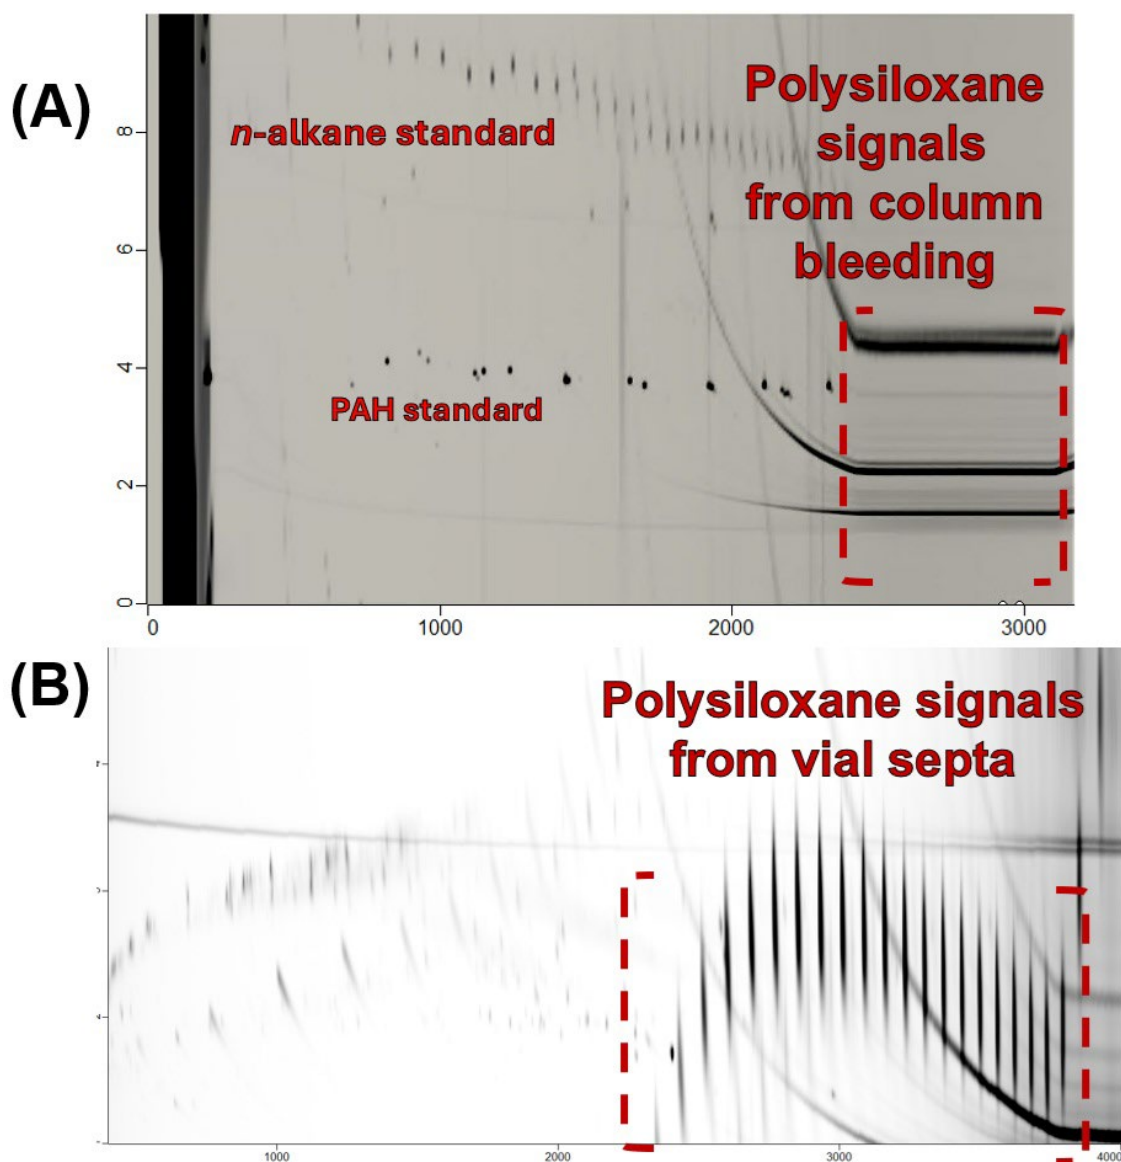 (A)
n-alkane standard
PAH standard
Polysiloxane
signals
from column
bleeding
8
6
4
2
0
0 1000 2000 3000
(B)
Polysiloxane signals
from vial septa
1000 2000 3000 4000